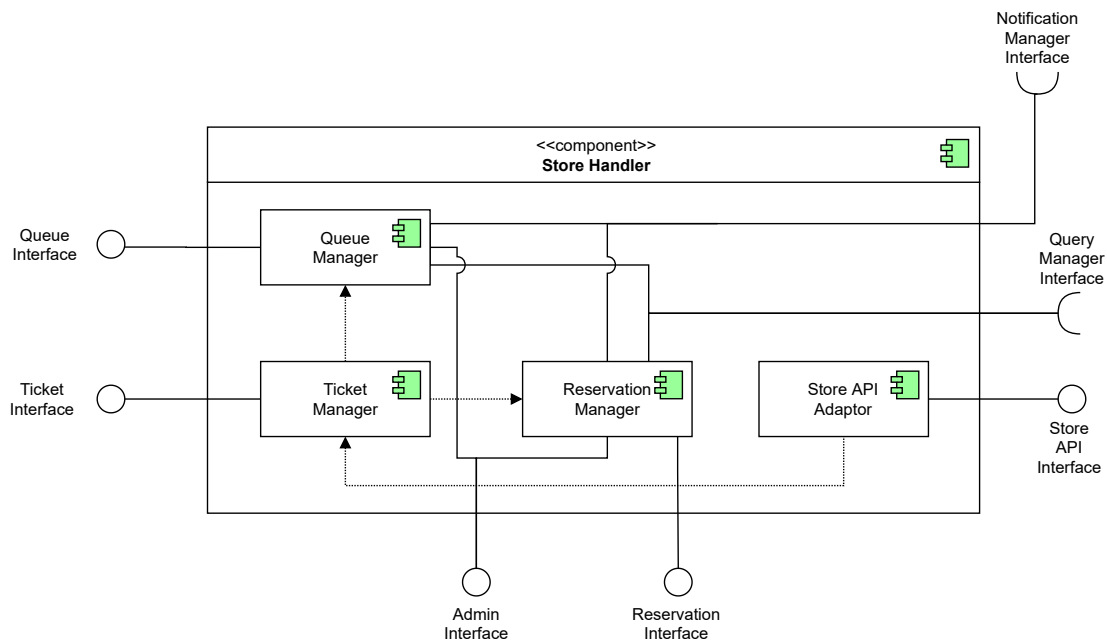 Notification
Manager
Interface
<<component>>
Store Handler
Queue
Interface
Queue
Manager
Query
Manager
Interface
Ticket
Interface
Ticket
Manager
Reservation
Manager
Store API
Adaptor
Store
API
Interface
Admin
Interface
Reservation
Interface